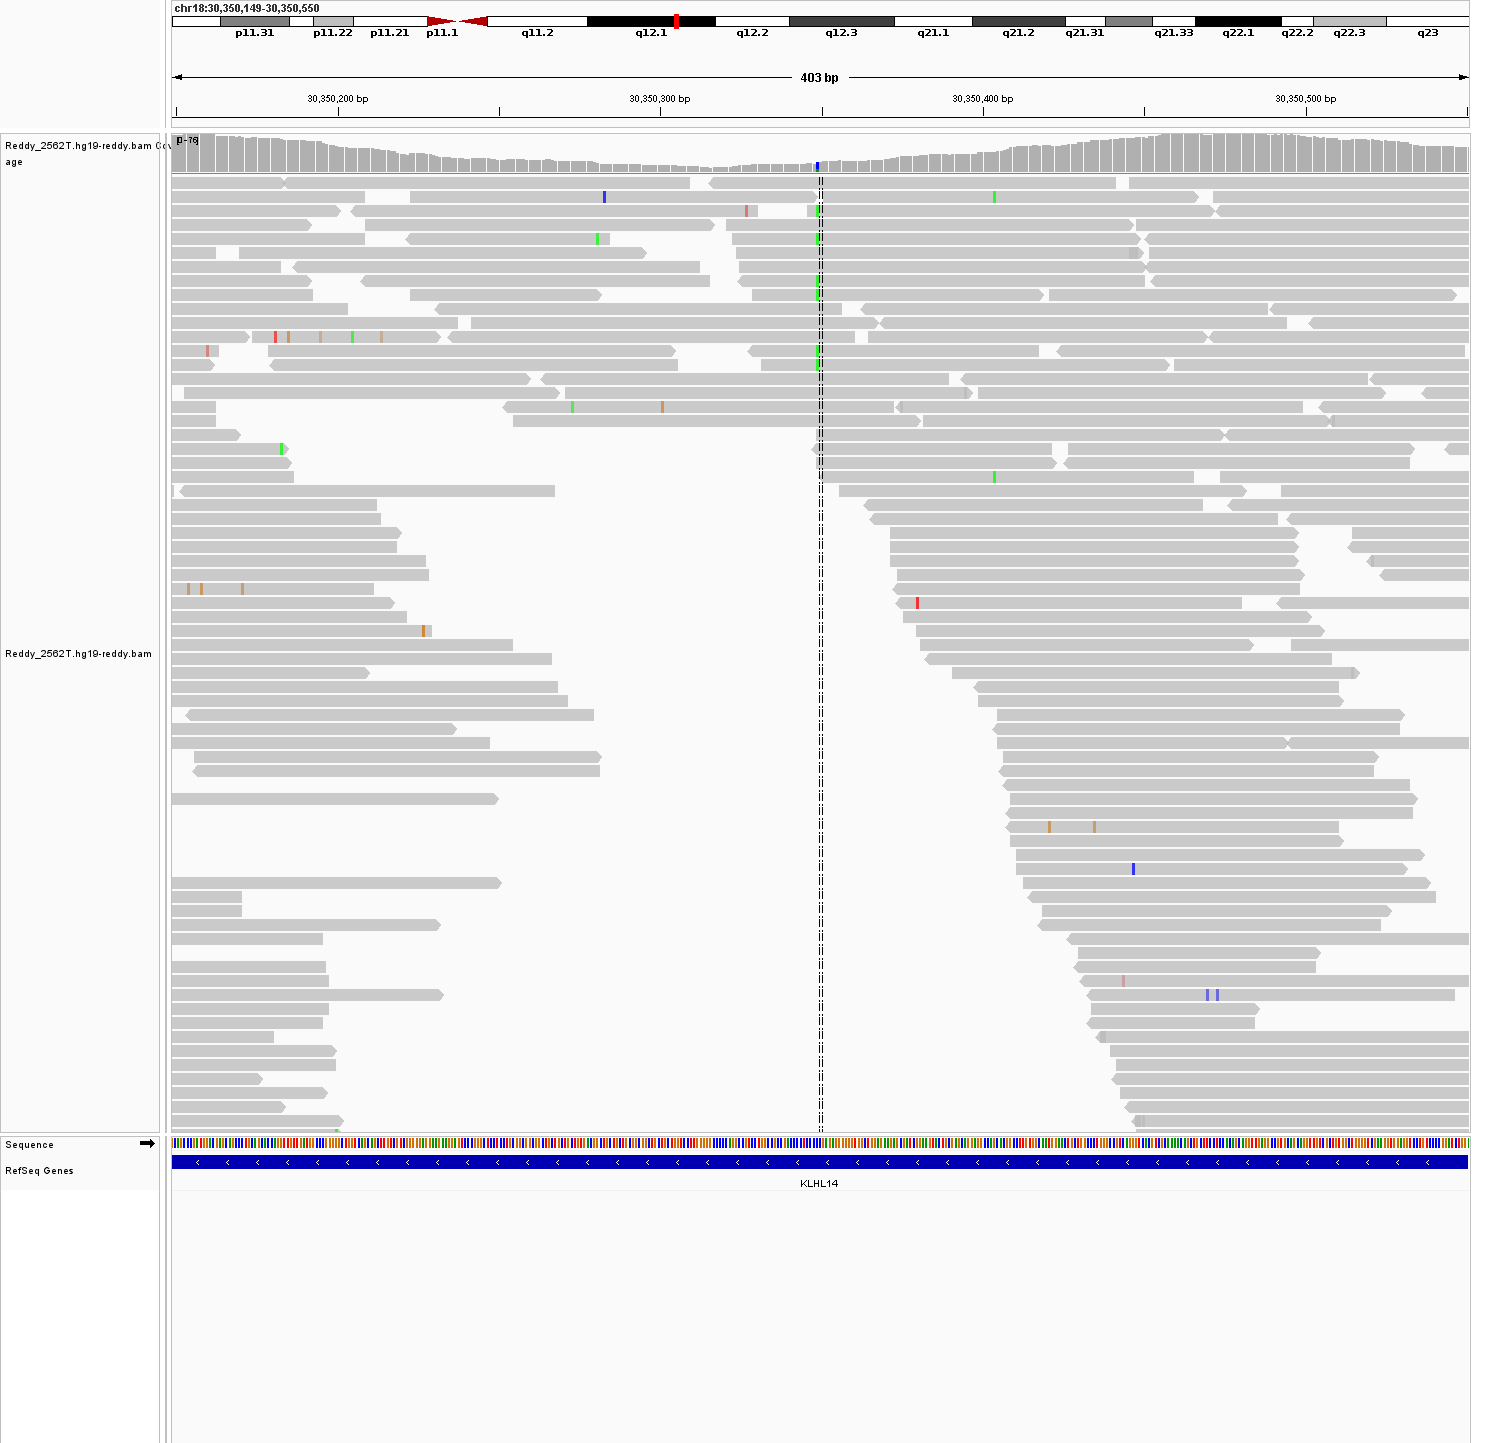 chr18:30,350,149-30,350,550
p11.31 p11.22 p11.21 p11.1 q11.2 q12.1 q12.2 q12.3 q21.1 q21.2 q21.31 q21.33 q22.1 q22.2 q22.3 q23
403 bp
30,350,200 bp 30,350,300 bp 30,350,400 bp 30,350,500 bp
Reddy_2562T.hg19-reddy.bam Cov
age
Reddy_2562T.hg19-reddy.bam
Sequence
RefSeq Genes
KLHL14